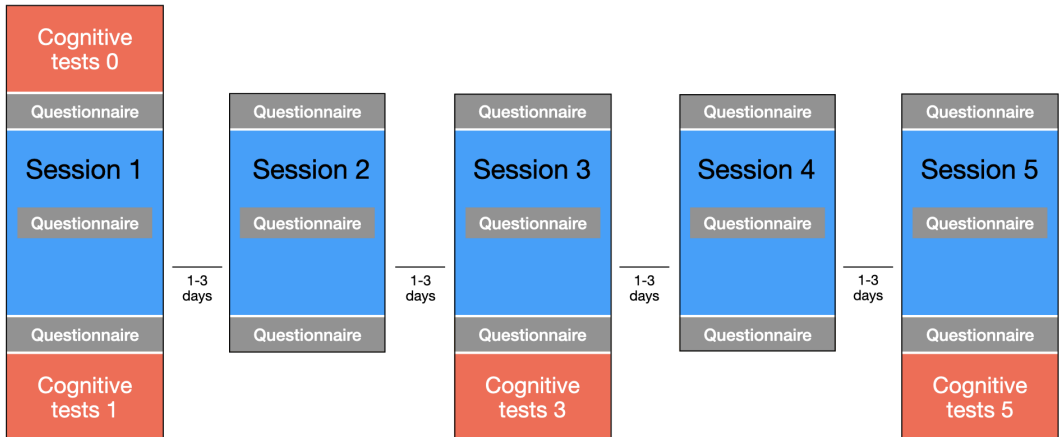 Cognitive
tests 0
Questionnaire
Session 1
Questionnaire
Questionnaire
Cognitive
tests 1
1-3
days
Questionnaire
Session 2
Questionnaire
Questionnaire
1-3
days
Questionnaire
Session 3
Questionnaire
Questionnaire
Cognitive
tests 3
1-3
days
Questionnaire
Session 4
Questionnaire
Questionnaire
1-3
days
Questionnaire
Session 5
Questionnaire
Questionnaire
Cognitive
tests 5